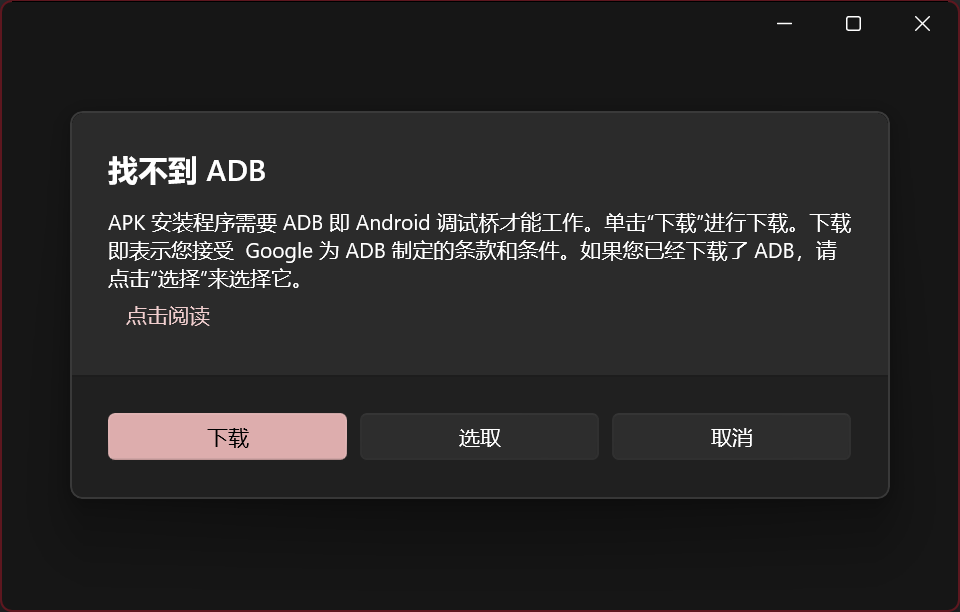 找不到 ADB
APK 安装程序需要 ADB 即 Android 调试桥才能工作。单击“下载”进行下载。下载
即表示您接受  Google 为 ADB 制定的条款和条件。如果您已经下载了 ADB，请
点击“选择”来选择它。
点击阅读
下载
选取
取消